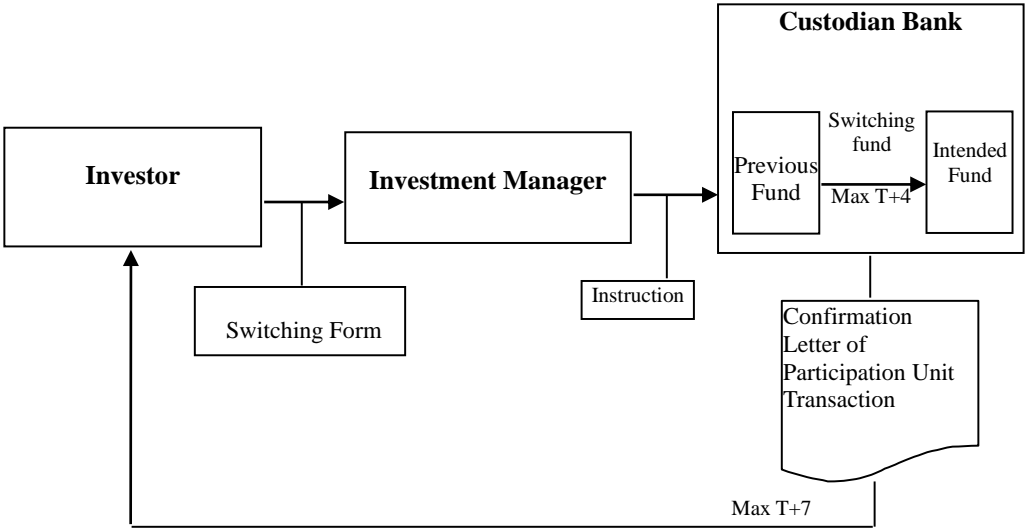 Custodian Bank
Investor
Investment Manager
Previous
Fund
Switching
fund
Max T+4
Intended
Fund
Switching Form
Instruction
Confirmation
Letter of
Participation Unit
Transaction
Max T+7